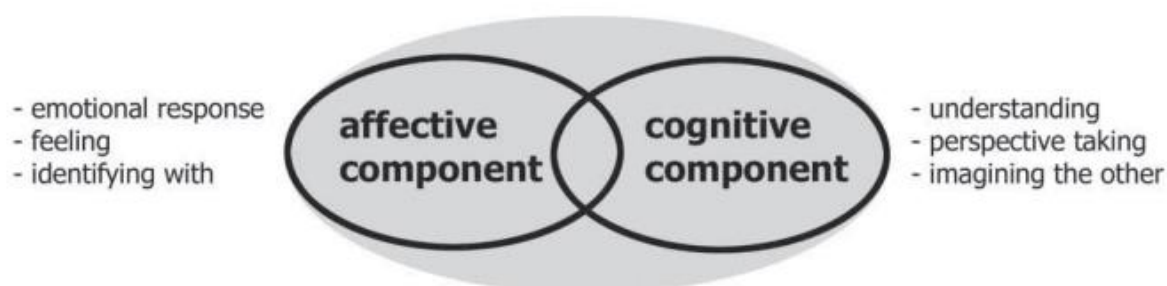 - emotional response
- feeling
- identifying with
affective
component
cognitive
component
- understanding
- perspective taking
- imagining the other